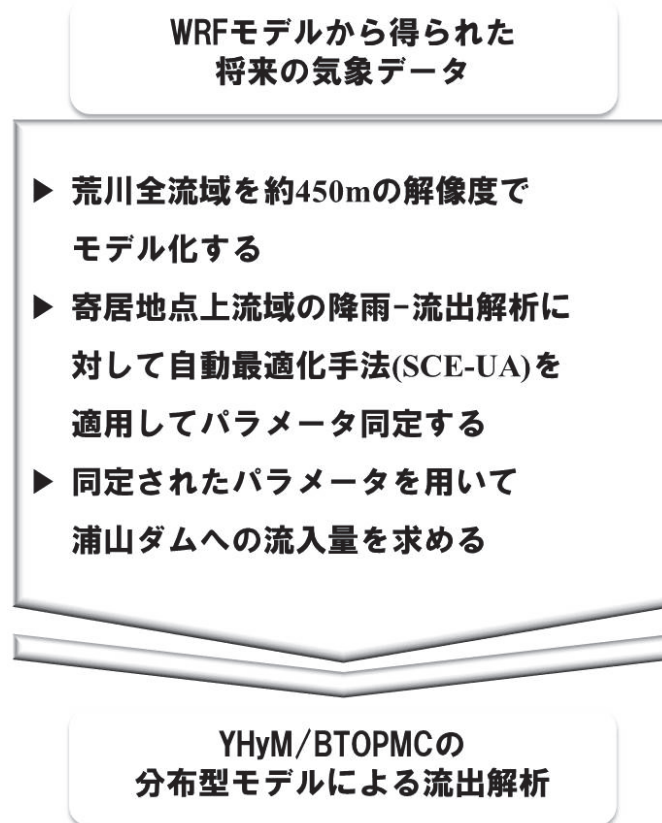 WRFモデルから得られた
将来の気象データ
▶ 荒川全流域を約450mの解像度で
モデル化する
▶ 寄居地点上流域の降雨-流出解析に
対して自動最適化手法(SCE-UA)を
適用してパラメータ同定する
▶ 同定されたパラメータを用いて
浦山ダムへの流入量を求める
YHyM/BTOPMCの
分布型モデルによる流出解析